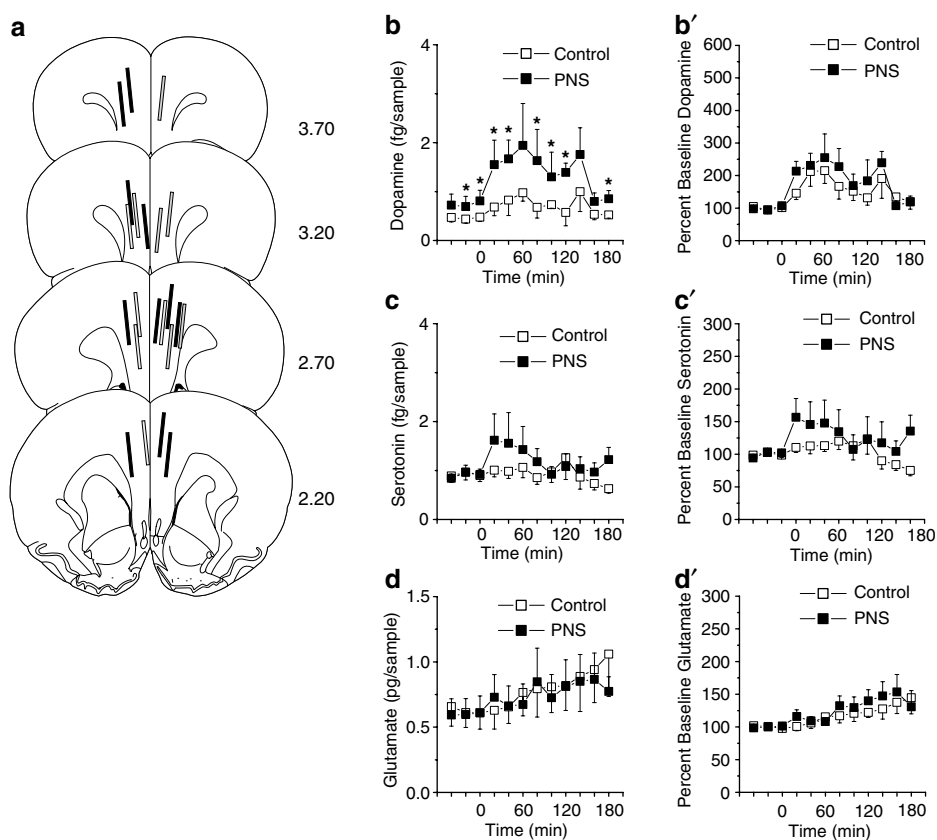 a
3.70
3.20
2.70
2.20
b
Dopamine (fg/sample)
4
2
0
Control
PNS
* * * * * * * *
0 60 120 180
Time (min)
b′
Percent Baseline Dopamine
600
500
400
300
200
100
0
Control
PNS
0 60 120 180
Time (min)
c
Serotonin (fg/sample)
4
2
0
Control
PNS
0 60 120 180
Time (min)
c′
Percent Baseline Serotonin
300
250
200
150
100
50
0
Control
PNS
0 60 120 180
Time (min)
d
Glutamate (pg/sample)
1.5
1.0
0.5
0.0
Control
PNS
0 60 120 180
Time (min)
d′
Percent Baseline Glutamate
300
250
200
150
100
50
0
Control
PNS
0 60 120 180
Time (min)